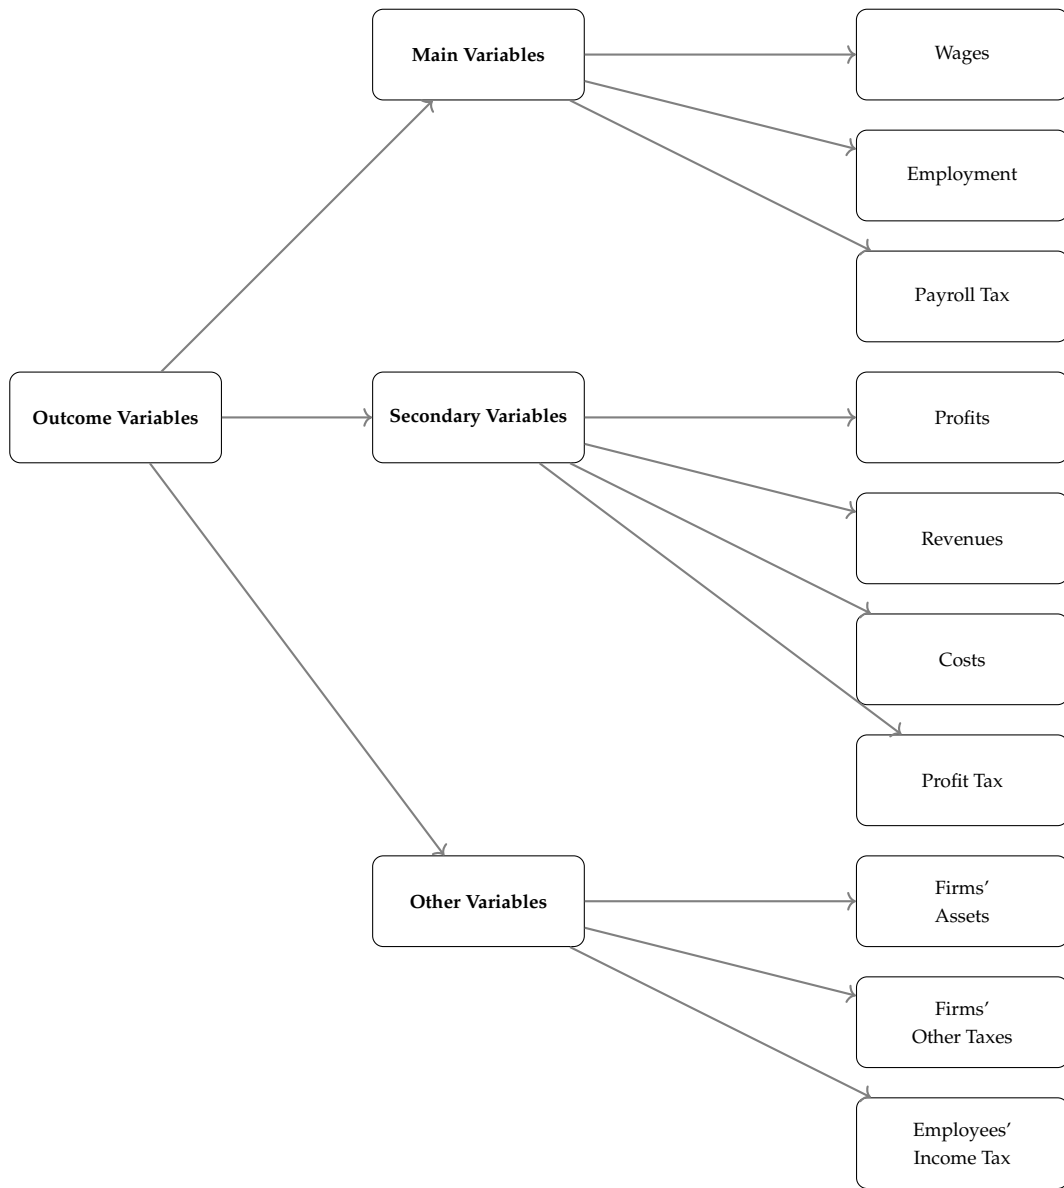 Main Variables
Wages
Employment
Payroll Tax
Outcome Variables
Secondary Variables
Profits
Revenues
Costs
Profit Tax
Other Variables
Firms’
Assets
Firms’
Other Taxes
Employees’
Income Tax